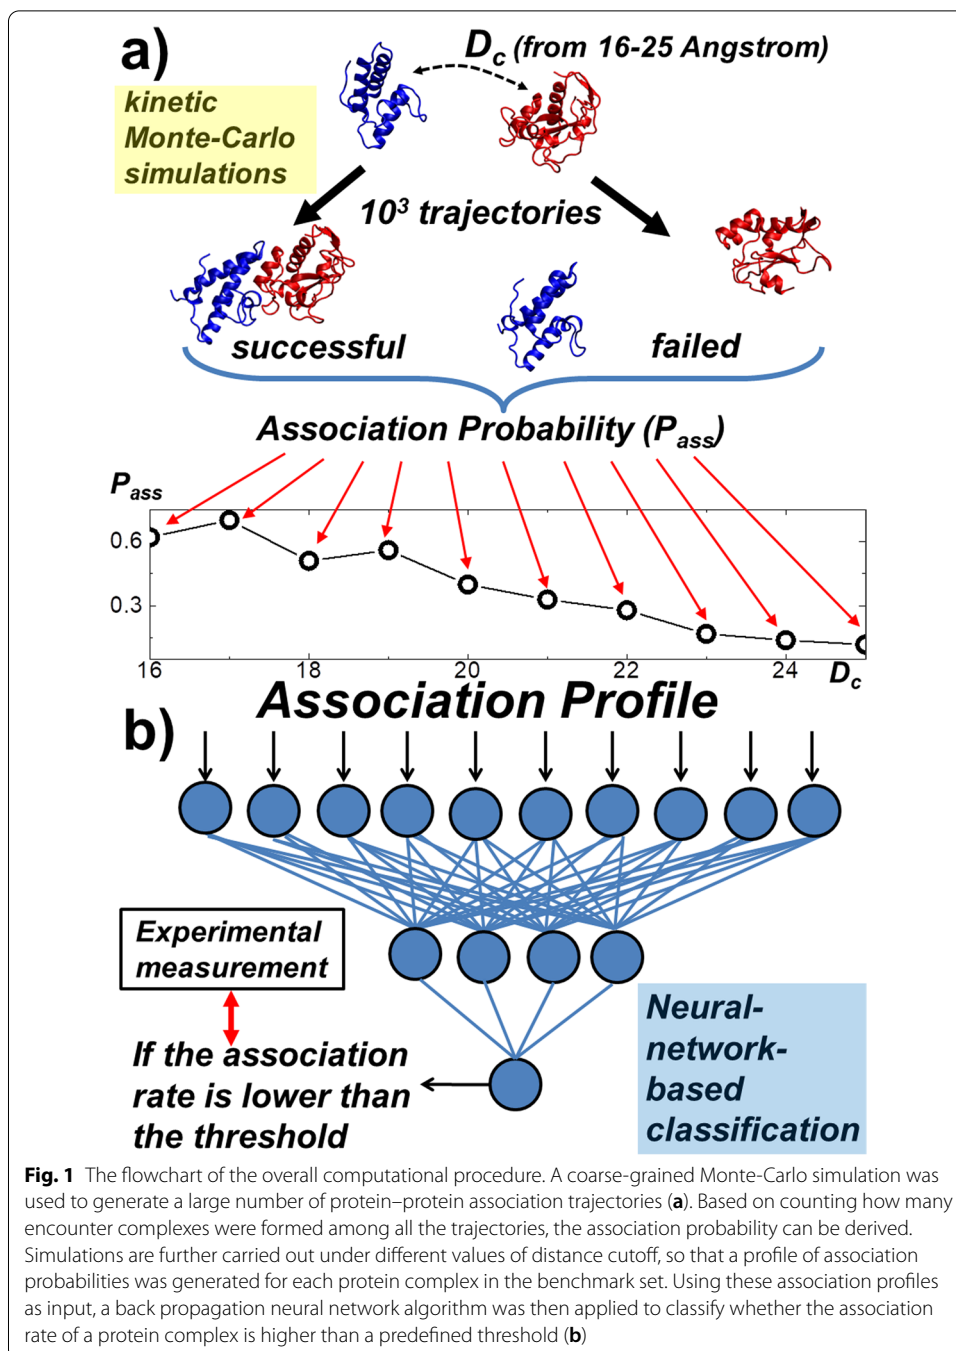 a)
D_c (from 16-25 Angstrom)
kinetic
Monte-Carlo
simulations
10³ trajectories
successful
failed
Association Probability (P_ass)
P_ass
0.6
0.3
16 18 20 22 24 D_c
Association Profile
b)
Experimental
measurement
If the association
rate is lower than
the threshold
Neural-
network-
based
classification
Fig. 1 The flowchart of the overall computational procedure. A coarse-grained Monte-Carlo simulation was
used to generate a large number of protein–protein association trajectories (a). Based on counting how many
encounter complexes were formed among all the trajectories, the association probability can be derived.
Simulations are further carried out under different values of distance cutoff, so that a profile of association
probabilities was generated for each protein complex in the benchmark set. Using these association profiles
as input, a back propagation neural network algorithm was then applied to classify whether the association
rate of a protein complex is higher than a predefined threshold (b)